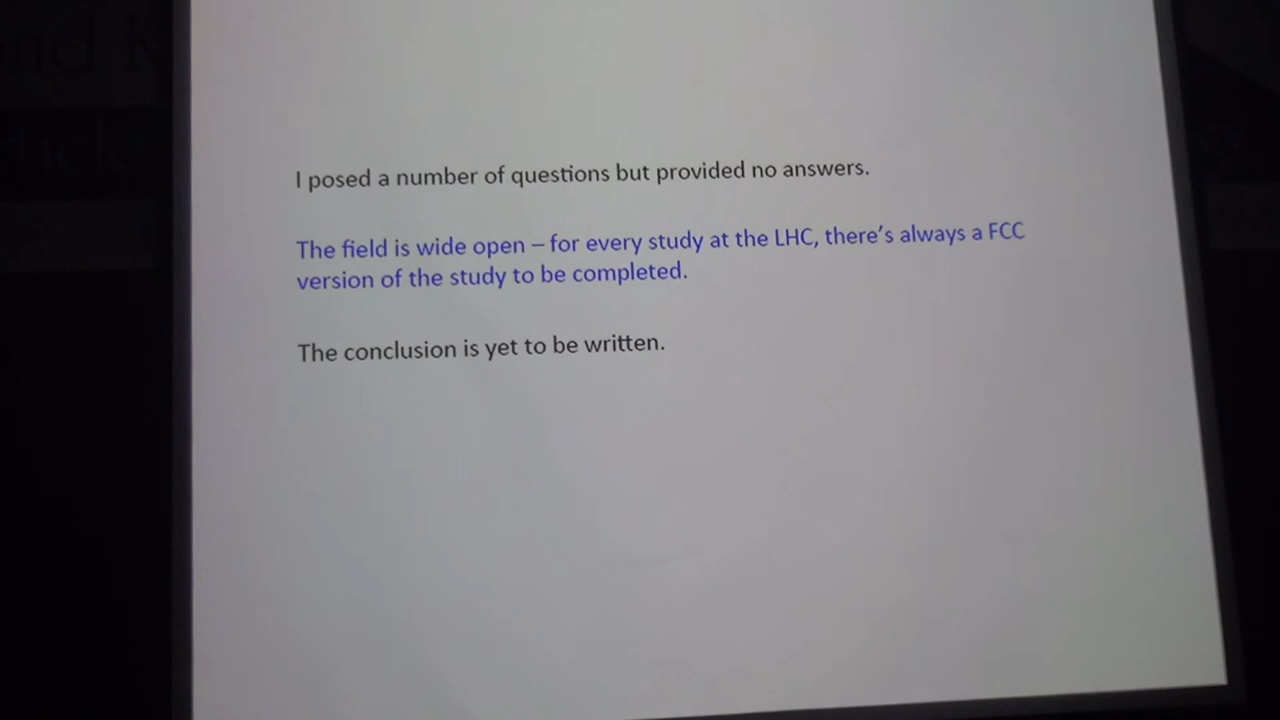 I posed a number of questions but provided no answers.
The field is wide open – for every study at the LHC, there's always a FCC
version of the study to be completed.
The conclusion is yet to be written.